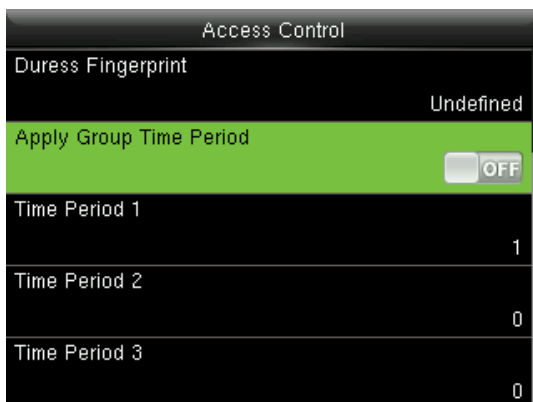 Access Control
Duress Fingerprint
Undefined
Apply Group Time Period
OFF
Time Period 1
1
Time Period 2
0
Time Period 3
0